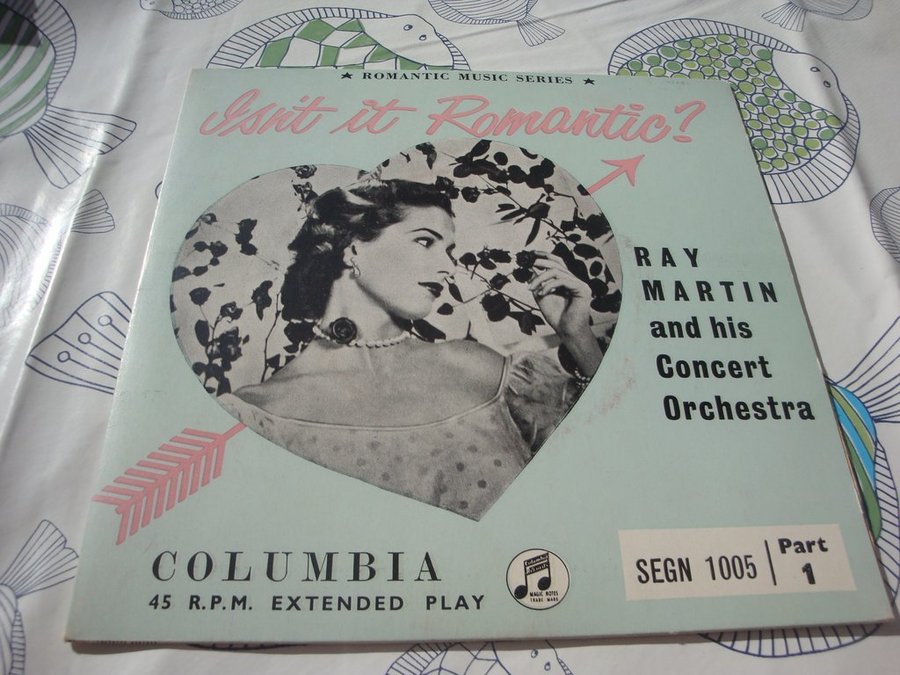 ★ ROMANTIC MUSIC SERIES ★
Isn't it Romantic?
RAY
MARTIN
and his
Concert
Orchestra
COLUMBIA
45 R.P.M. EXTENDED PLAY
Columbia
MAGIC NOTES
TRADE MARK
SEGN 1005
Part
1